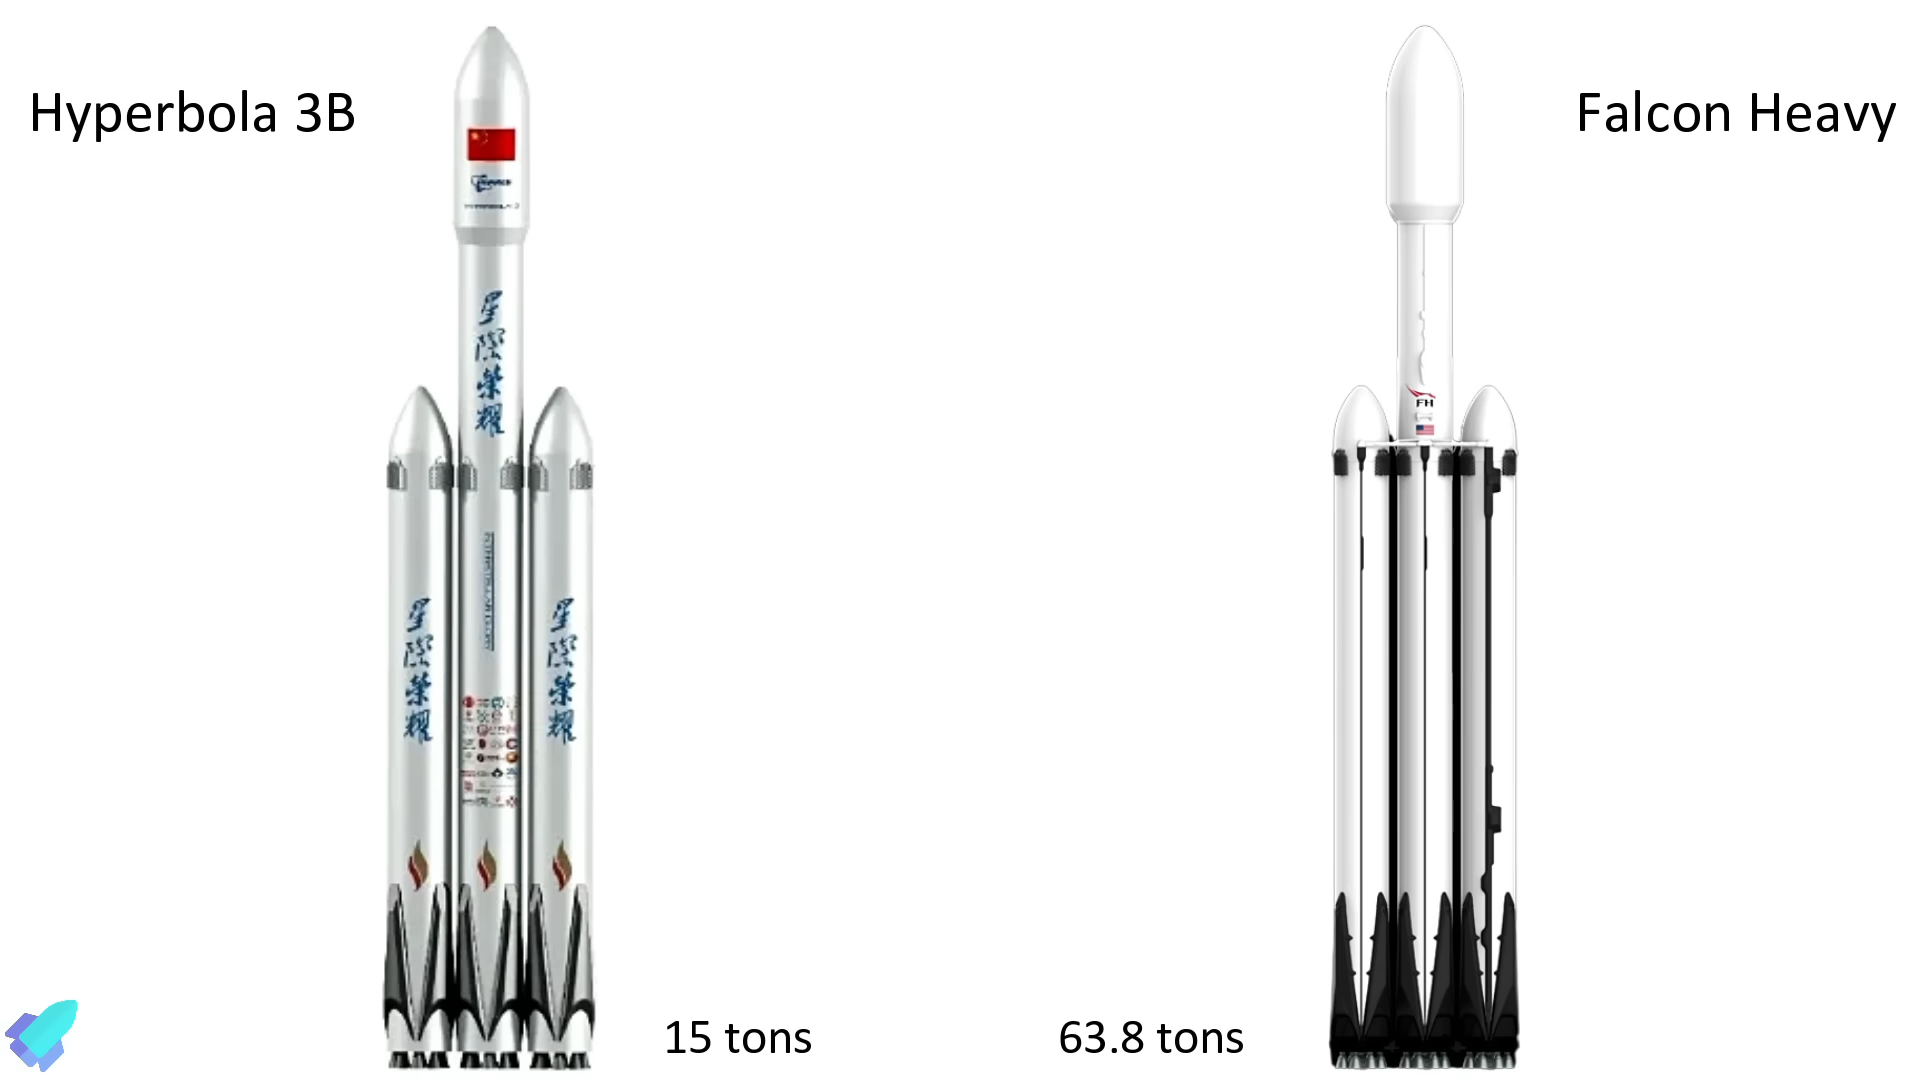 Hyperbola 3B
Falcon Heavy
星
際
榮
耀
FH
星
際
榮
耀
星
際
榮
耀
15 tons
63.8 tons